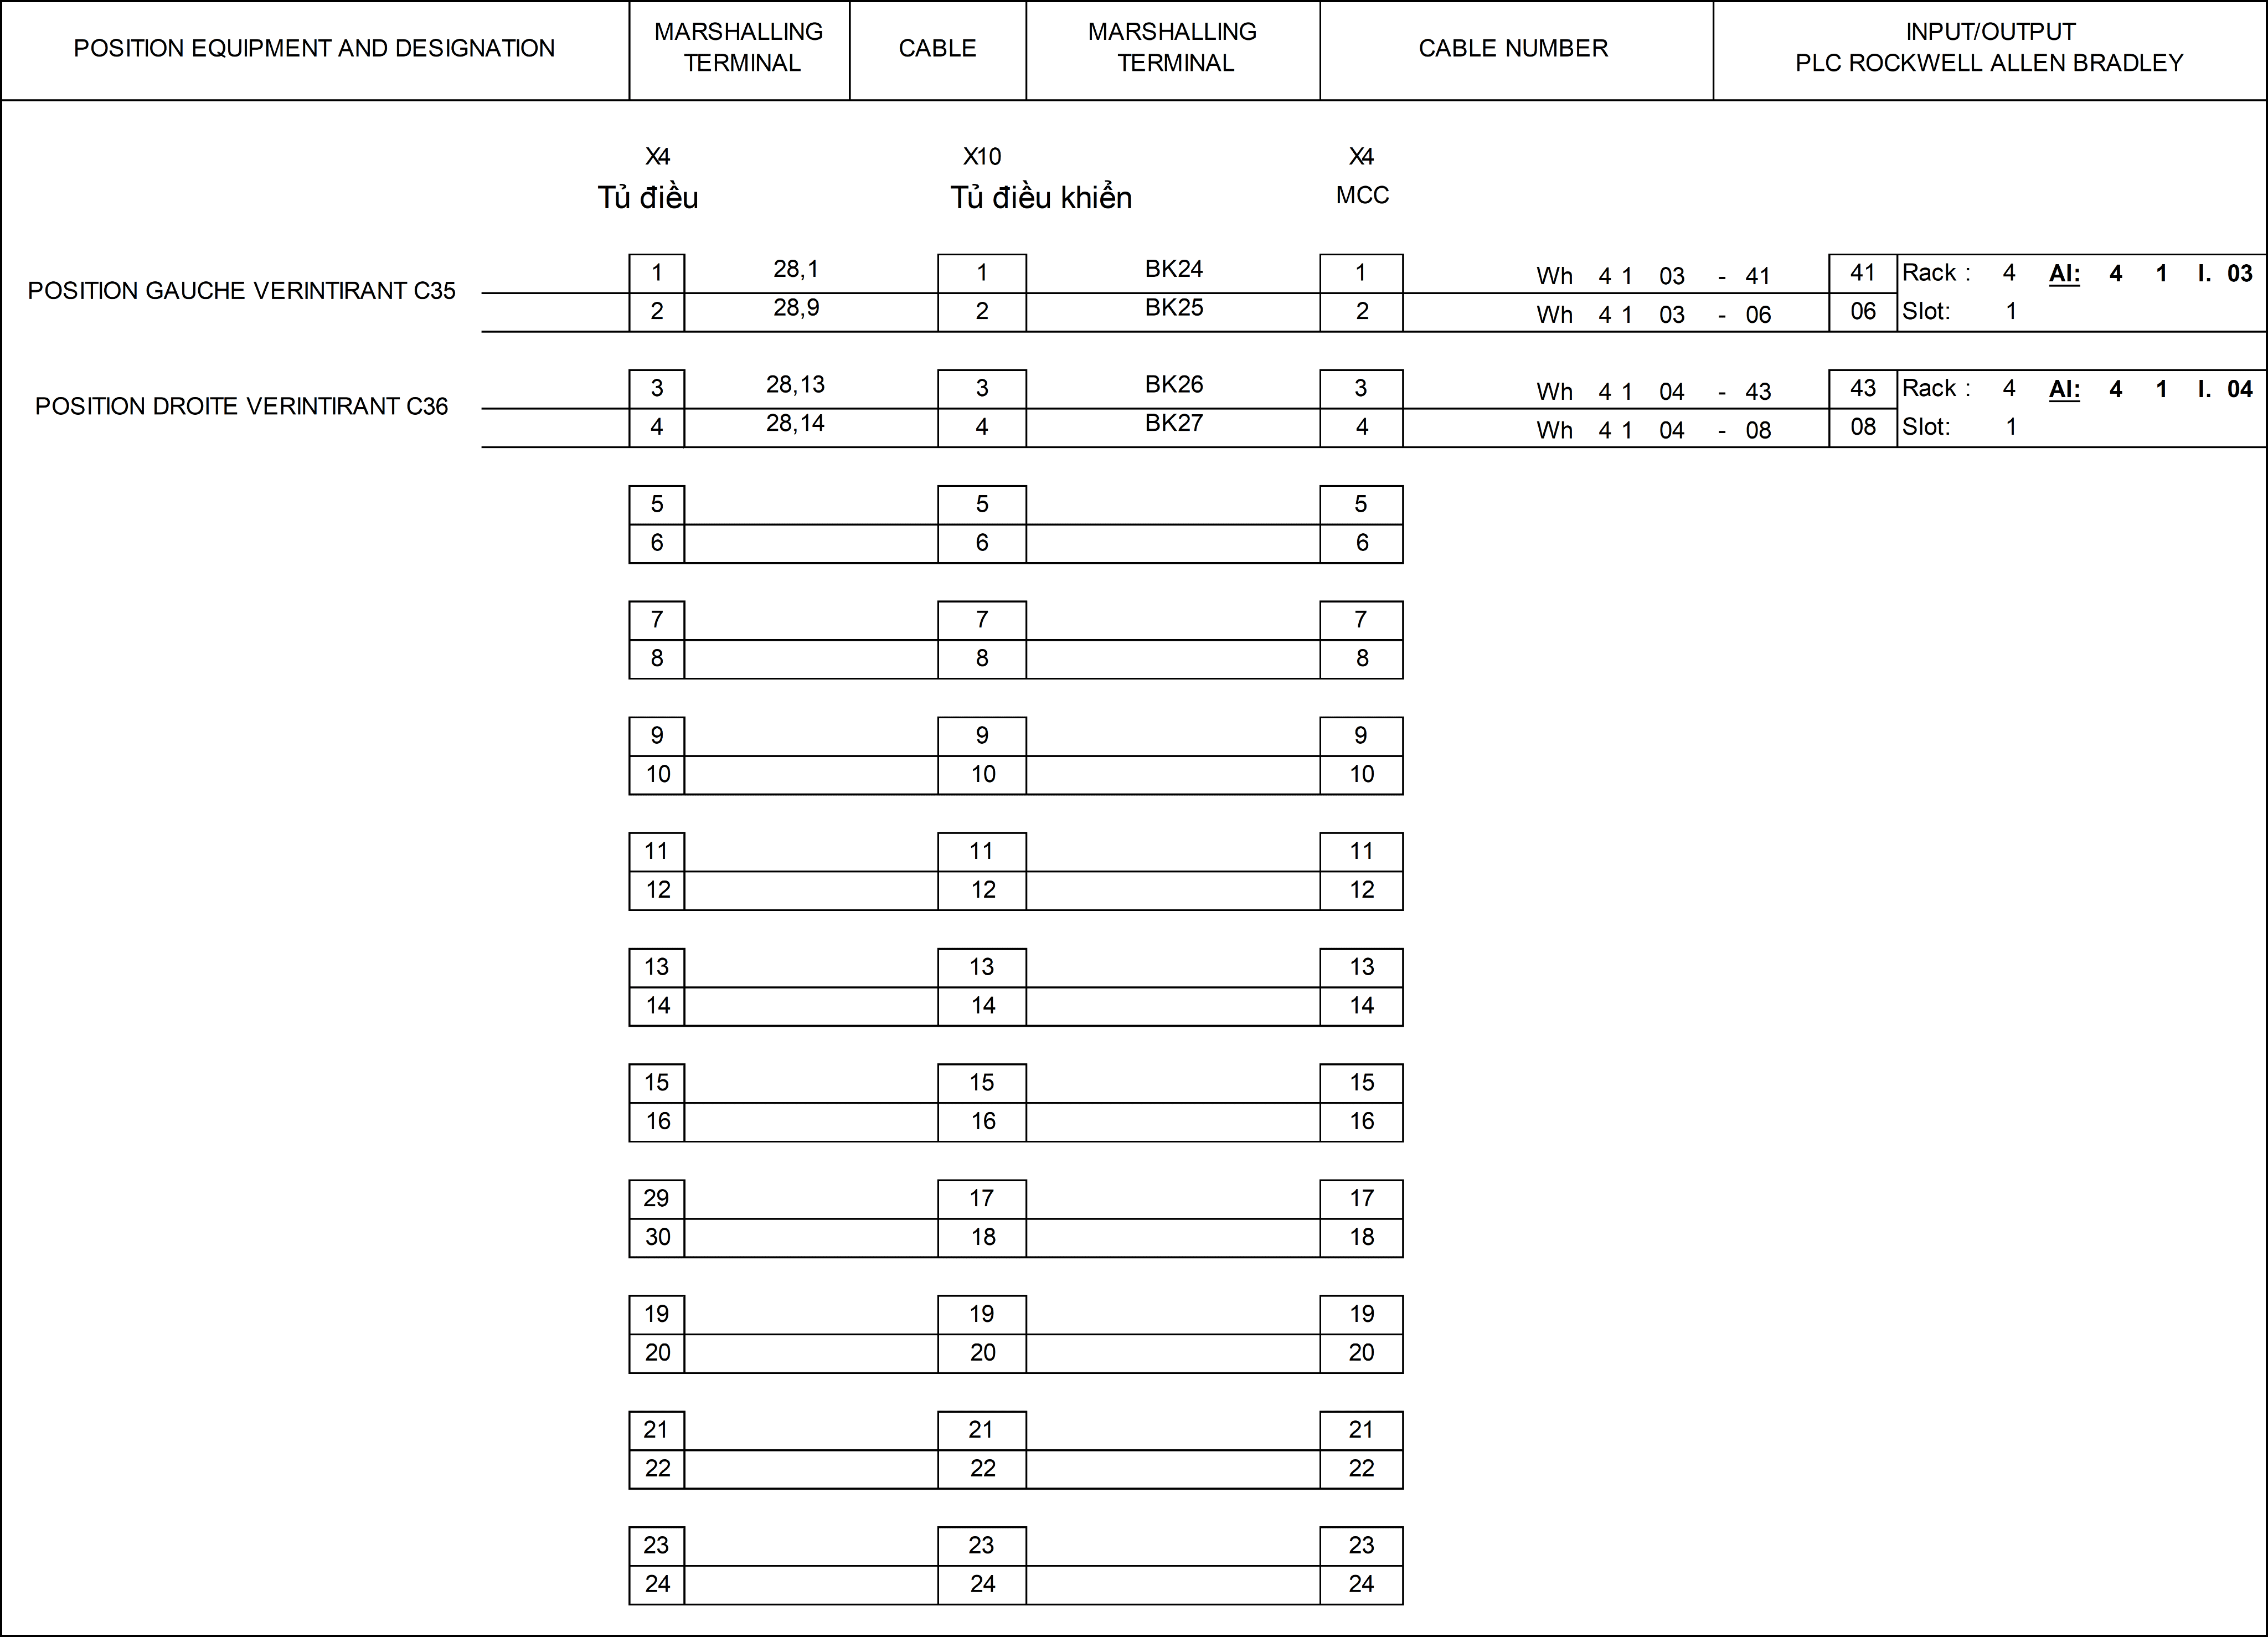 POSITION EQUIPMENT AND DESIGNATION
MARSHALLING
TERMINAL
CABLE
MARSHALLING
TERMINAL
CABLE NUMBER
INPUT/OUTPUT
PLC ROCKWELL ALLEN BRADLEY
X4 X10 X4
Tủ điều Tủ điều khiển MCC
POSITION GAUCHE VERINTIRANT C35
1 28,1 1 BK24 1 Wh 4 1 03 - 41 41 Rack : 4 AI: 4 1 I. 03
2 28,9 2 BK25 2 Wh 4 1 03 - 06 06 Slot: 1
POSITION DROITE VERINTIRANT C36
3 28,13 3 BK26 3 Wh 4 1 04 - 43 43 Rack : 4 AI: 4 1 I. 04
4 28,14 4 BK27 4 Wh 4 1 04 - 08 08 Slot: 1
5 5 5
6 6 6
7 7 7
8 8 8
9 9 9
10 10 10
11 11 11
12 12 12
13 13 13
14 14 14
15 15 15
16 16 16
29 17 17
30 18 18
19 19 19
20 20 20
21 21 21
22 22 22
23 23 23
24 24 24